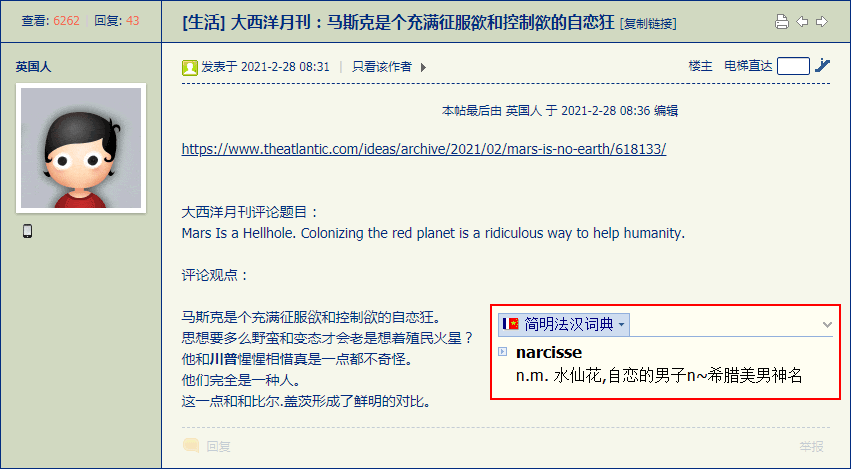 查看: 6262 | 回复: 43
[生活] 大西洋月刊：马斯克是个充满征服欲和控制欲的自恋狂 [复制链接]
英国人
发表于 2021-2-28 08:31 | 只看该作者
楼主 电梯直达
本帖最后由 英国人 于 2021-2-28 08:36 编辑
https://www.theatlantic.com/ideas/archive/2021/02/mars-is-no-earth/618133/
大西洋月刊评论题目：
Mars Is a Hellhole. Colonizing the red planet is a ridiculous way to help humanity.
评论观点：
马斯克是个充满征服欲和控制欲的自恋狂。
思想要多么野蛮和变态才会老是想着殖民火星？
他和川普惺惺相惜真是一点都不奇怪。
他们完全是一种人。
这一点和和比尔.盖茨形成了鲜明的对比。
简明法汉词典
narcisse
n.m. 水仙花,自恋的男子n~希腊美男神名
回复
举报